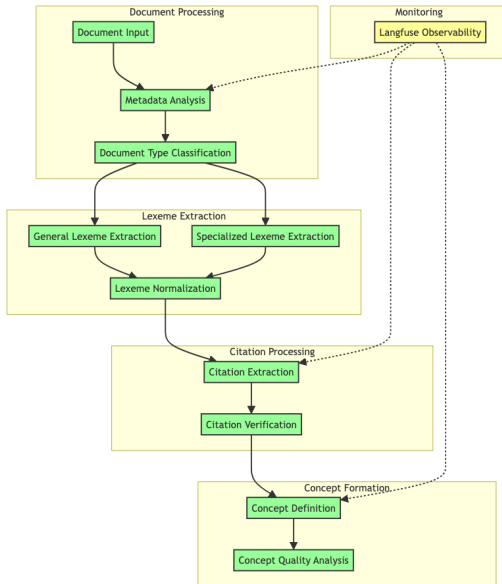 Document Processing
Monitoring
Document Input
Langfuse Observability
Metadata Analysis
Document Type Classification
Lexeme Extraction
General Lexeme Extraction
Specialized Lexeme Extraction
Lexeme Normalization
Citation Processing
Citation Extraction
Citation Verification
Concept Formation
Concept Definition
Concept Quality Analysis